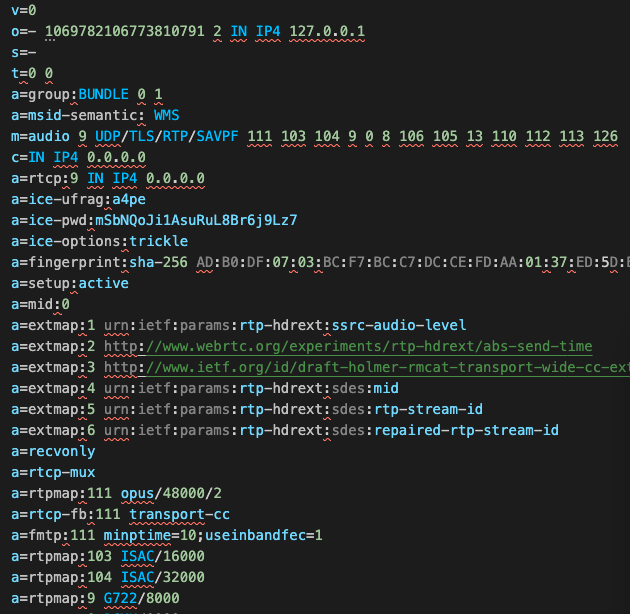 v=0
o=- 1069782106773810791 2 IN IP4 127.0.0.1
s=-
t=0 0
a=group:BUNDLE 0 1
a=msid-semantic: WMS
m=audio 9 UDP/TLS/RTP/SAVPF 111 103 104 9 0 8 106 105 13 110 112 113 126
c=IN IP4 0.0.0.0
a=rtcp:9 IN IP4 0.0.0.0
a=ice-ufrag:a4pe
a=ice-pwd:mSbNQoJi1AsuRuL8Br6j9Lz7
a=ice-options:trickle
a=fingerprint:sha-256 AD:B0:DF:07:03:BC:F7:BC:C7:DC:CE:FD:AA:01:37:ED:5D:
a=setup:active
a=mid:0
a=extmap:1 urn:ietf:params:rtp-hdrext:ssrc-audio-level
a=extmap:2 http://www.webrtc.org/experiments/rtp-hdrext/abs-send-time
a=extmap:3 http://www.ietf.org/id/draft-holmer-rmcat-transport-wide-cc-ext
a=extmap:4 urn:ietf:params:rtp-hdrext:sdes:mid
a=extmap:5 urn:ietf:params:rtp-hdrext:sdes:rtp-stream-id
a=extmap:6 urn:ietf:params:rtp-hdrext:sdes:repaired-rtp-stream-id
a=recvonly
a=rtcp-mux
a=rtpmap:111 opus/48000/2
a=rtcp-fb:111 transport-cc
a=fmtp:111 minptime=10;useinbandfec=1
a=rtpmap:103 ISAC/16000
a=rtpmap:104 ISAC/32000
a=rtpmap:9 G722/8000